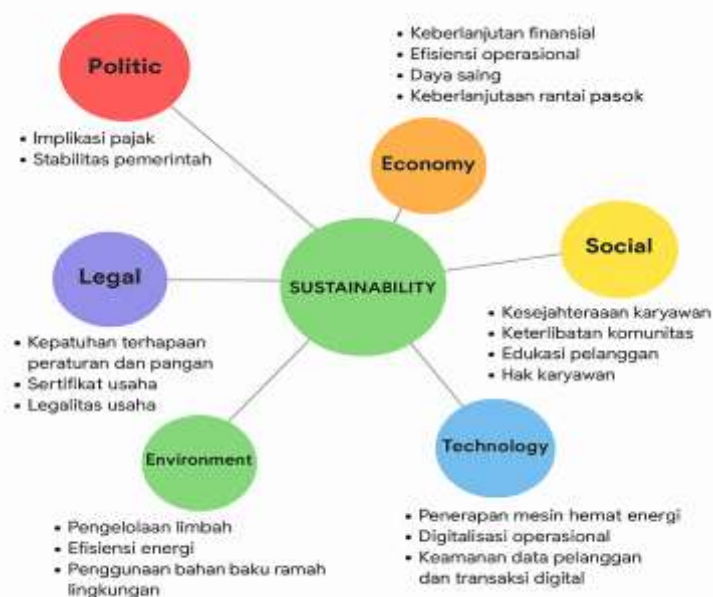 Politic
• Implikasi pajak
• Stabilitas pemerintah
• Keberlanjutan finansial
• Efisiensi operasional
• Daya saing
• Keberlanjutaan rantai pasok
Economy
Social
• Kesejahteraaan karyawan
• Keterlibatan komunitas
• Edukasi pelanggan
• Hak karyawan
SUSTAINABILITY
Legal
• Kepatuhan terhapaan
peraturan dan pangan
• Sertifikat usaha
• Legalitas usaha
Environment
• Pengelolaan limbah
• Efisiensi energi
• Penggunaan bahan baku ramah
lingkungan
Technology
• Penerapan mesin hemat energi
• Digitalisasi operasional
• Keamanan data pelanggan
dan transaksi digital